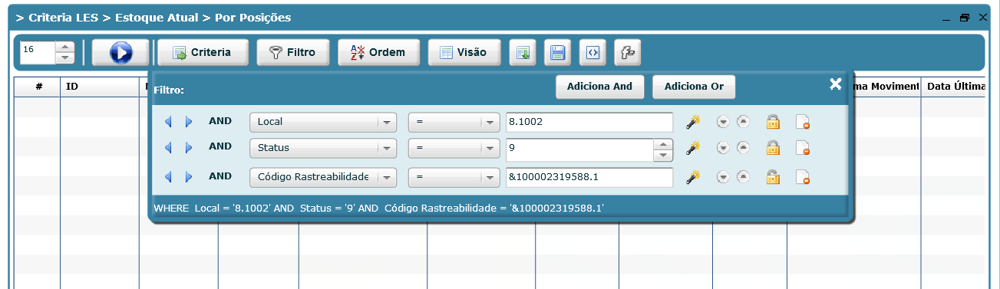 > Criteria LES > Estoque Atual > Por Posições
16 Criteria Filtro Ordem Visão
# ID ma Moviment Data Última
Filtro: Adiciona And Adiciona Or
AND Local = 8.1002
AND Status = 9
AND Código Rastreabilidade = &100002319588.1
WHERE Local = '8.1002' AND Status = '9' AND Código Rastreabilidade = '&100002319588.1'